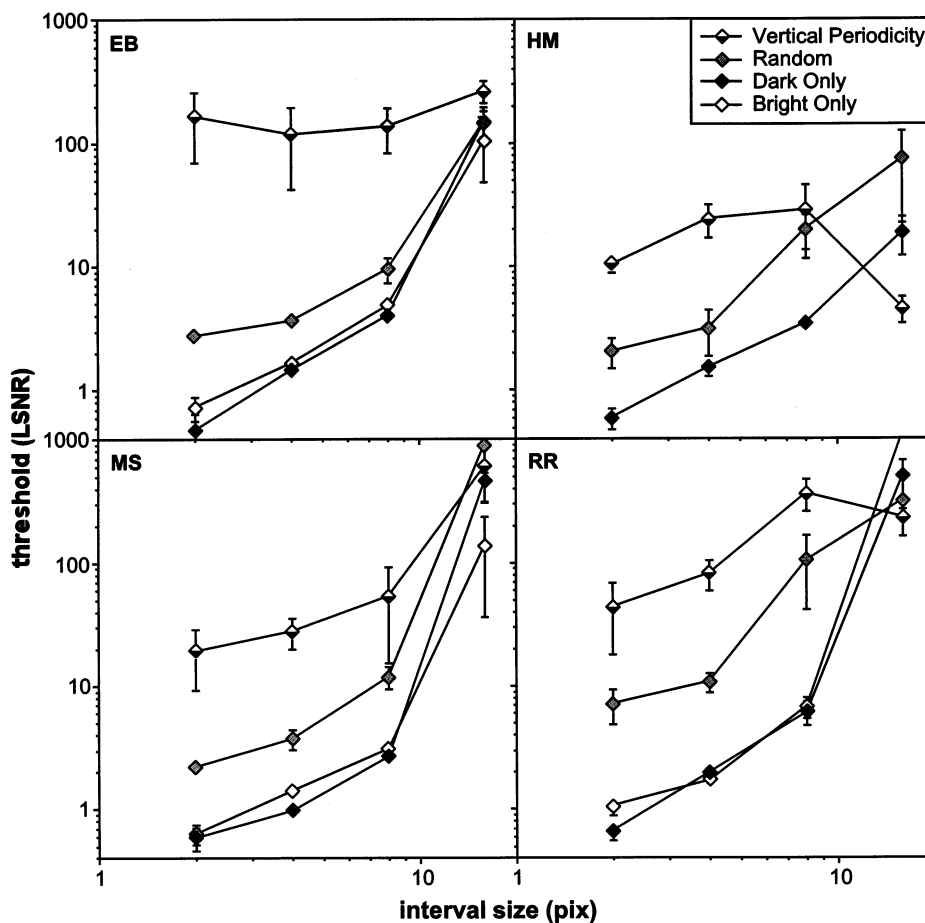 EB
HM
Vertical Periodicity
Random
Dark Only
Bright Only
1000
100
10
1
1000
MS
RR
100
10
1
threshold (LSNR)
1
10
1
10
interval size (pix)